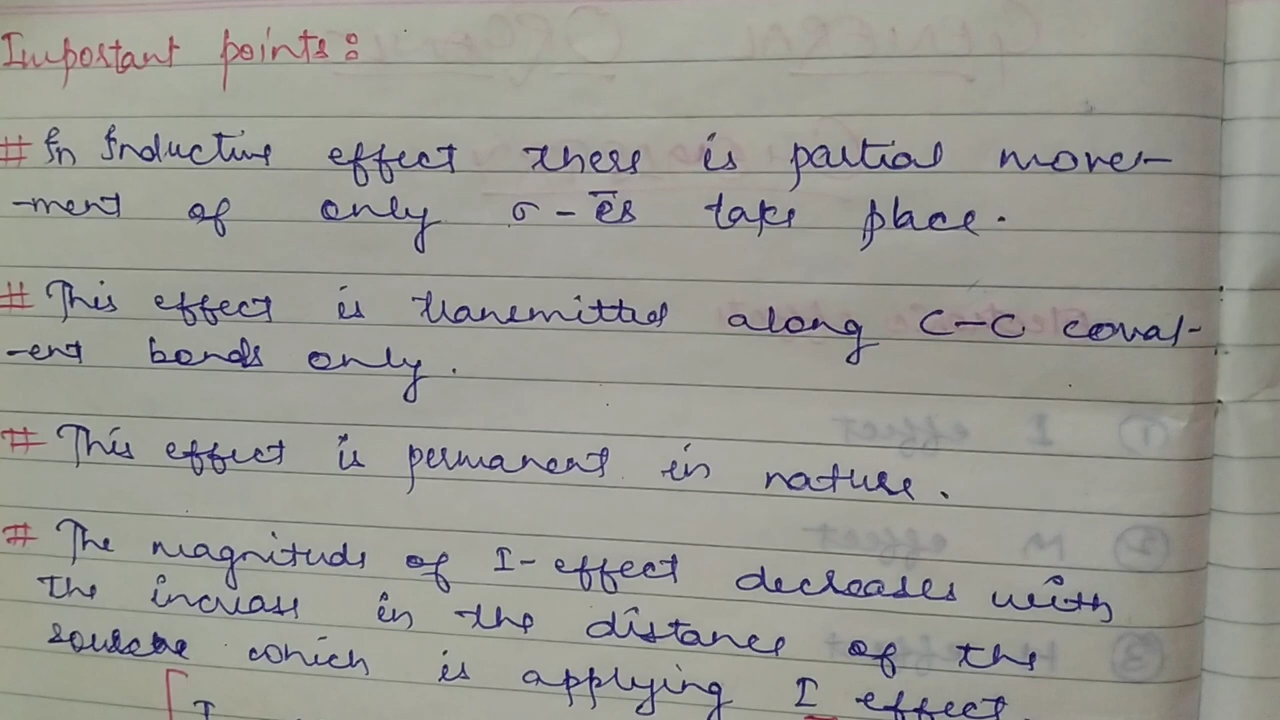 Important points:
# In Inductive effect there is partial move-
-ment of only σ - e̅s take place.
# This effect is transmitted along C-C coval-
-ent bonds only.
# This effect is permanent in nature.
# The magnitude of I-effect decreases with
the increase in the distance of the
source which is applying I effect.
[ I